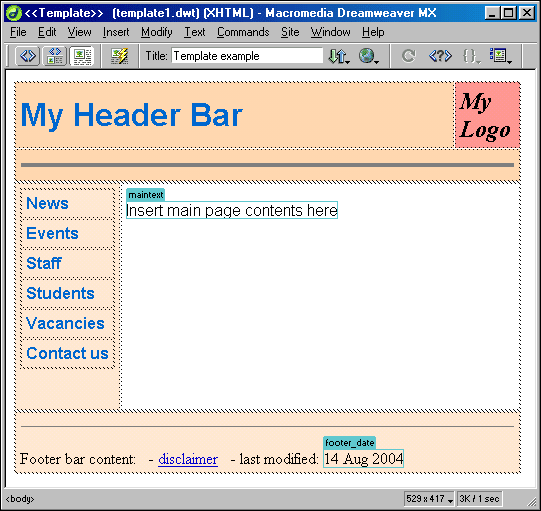 <<Template>> (template1.dwt) (XHTML) - Macromedia Dreamweaver MX
File Edit View Insert Modify Text Commands Site Window Help
Title: Template example
My Header Bar
My
Logo
maintext
Insert main page contents here
News
Events
Staff
Students
Vacancies
Contact us
footer_date
Footer bar content: - disclaimer - last modified: 14 Aug 2004
<body> 529 x 417 3K / 1 sec